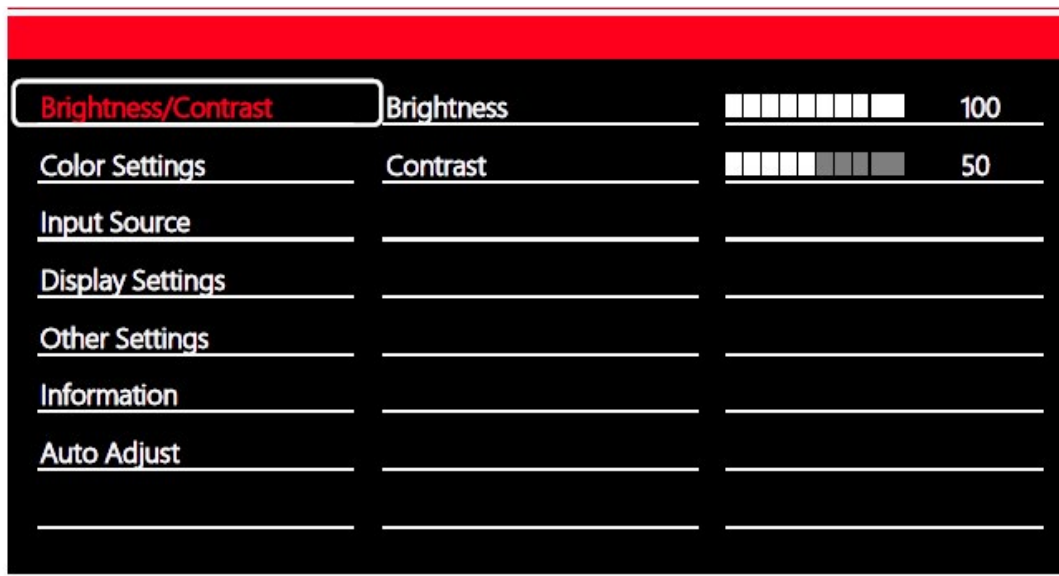 Brightness/Contrast Brightness 100
Color Settings Contrast 50
Input Source
Display Settings
Other Settings
Information
Auto Adjust